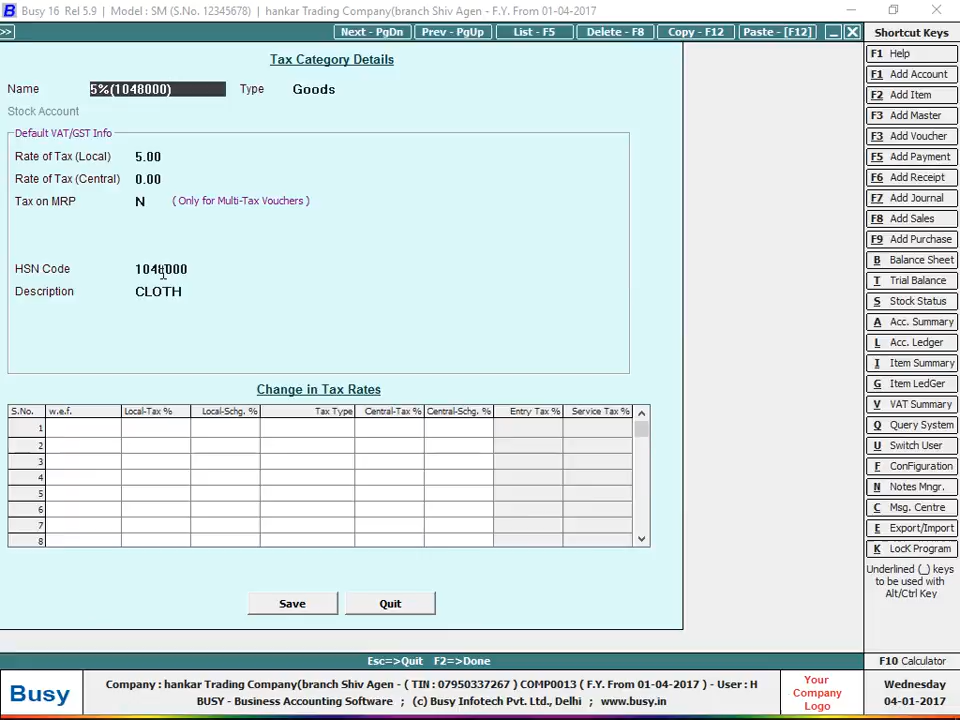 B Busy 16 Rel 5.9 | Model : SM (S.No. 12345678) | hankar Trading Company(branch Shiv Agen - F.Y. From 01-04-2017
>> Next - PgDn Prev - PgUp List - F5 Delete - F8 Copy - F12 Paste - [F12]
Shortcut Keys
Tax Category Details
Name 5%(1048000) Type Goods
Stock Account
Default VAT/GST Info
Rate of Tax (Local) 5.00
Rate of Tax (Central) 0.00
Tax on MRP N ( Only for Multi-Tax Vouchers )
HSN Code 1048000
Description CLOTH
Change in Tax Rates
S.No. w.e.f. Local-Tax % Local-Schg. % Tax Type Central-Tax % Central-Schg. % Entry Tax % Service Tax %
1
2
3
4
5
6
7
8
Save Quit
F1 Help
F1 Add Account
F2 Add Item
F3 Add Master
F3 Add Voucher
F5 Add Payment
F6 Add Receipt
F7 Add Journal
F8 Add Sales
F9 Add Purchase
B Balance Sheet
T Trial Balance
S Stock Status
A Acc. Summary
L Acc. Ledger
I Item Summary
G Item LedGer
V VAT Summary
Q Query System
U Switch User
F ConFiguration
N Notes Mngr.
C Msg. Centre
E Export/Import
K LocK Program
Underlined (_) keys
to be used with
Alt/Ctrl Key
F10 Calculator
Esc=>Quit F2=>Done
Busy
Company : hankar Trading Company(branch Shiv Agen - ( TIN : 07950337267 ) COMP0013 ( F.Y. From 01-04-2017 ) - User : H
BUSY - Business Accounting Software ; (c) Busy Infotech Pvt. Ltd., Delhi ; www.busy.in
Your
Company
Logo
Wednesday
04-01-2017